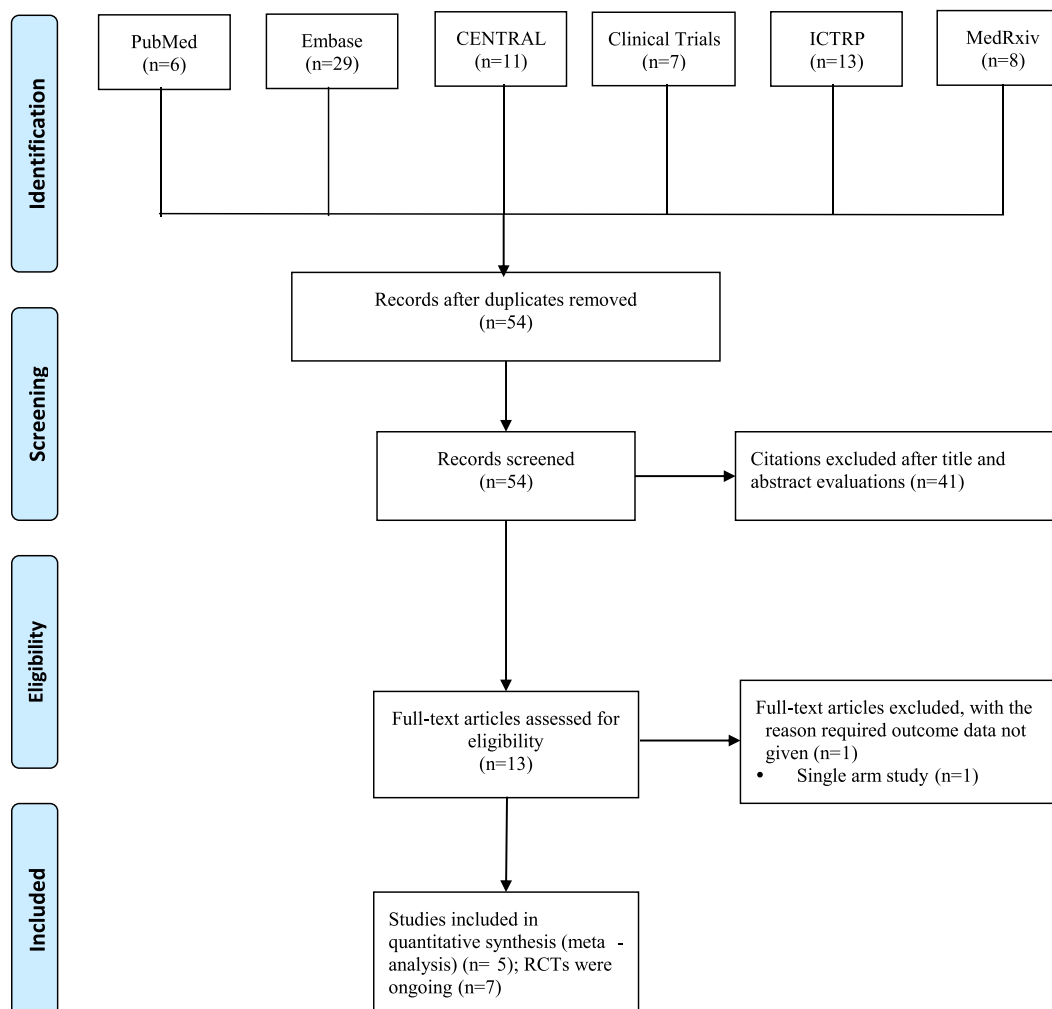 Identification
PubMed
(n=6)
Embase
(n=29)
CENTRAL
(n=11)
Clinical Trials
(n=7)
ICTRP
(n=13)
MedRxiv
(n=8)
Records after duplicates removed
(n=54)
Screening
Records screened
(n=54)
Citations excluded after title and
abstract evaluations (n=41)
Eligibility
Full-text articles assessed for
eligibility
(n=13)
Full-text articles excluded, with the
reason required outcome data not
given (n=1)
• Single arm study (n=1)
Included
Studies included in
quantitative synthesis (meta -
analysis) (n= 5); RCTs were
ongoing (n=7)